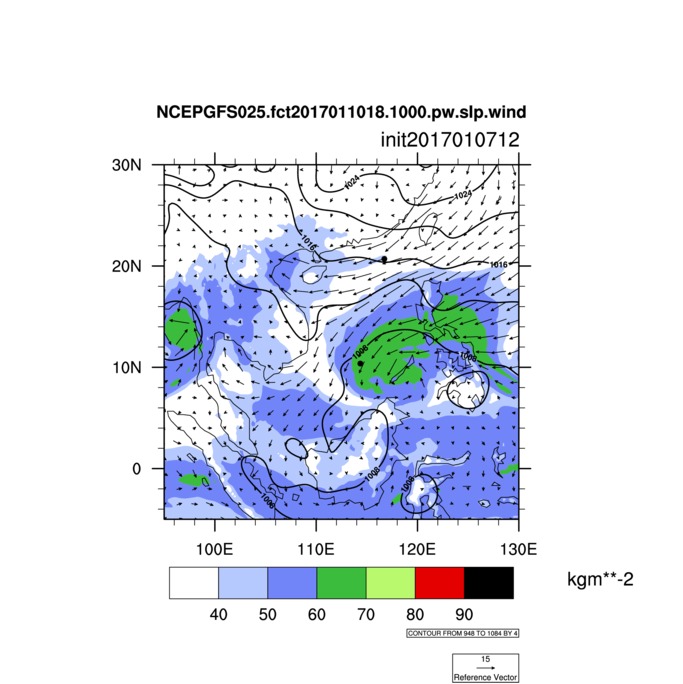 NCEPGFS025.fct2017011018.1000.pw.slp.wind
init2017010712
30N
20N
10N
0
100E
110E
120E
130E
1024
1024
1016
1016
1008
1008
1008
1008
1008
kgm**-2
40
50
60
70
80
90
CONTOUR FROM 948 TO 1084 BY 4
15
Reference Vector